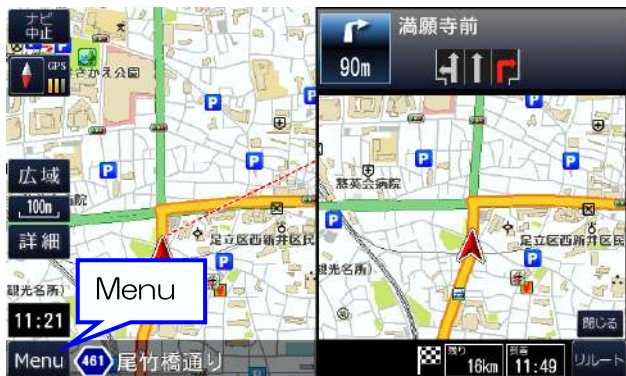 ナビ
中止
GPS
さかえ公園
広域
100m
詳細
観光名所)
11:21
Menu
Menu
461 尾竹橋通り
足立区西新井区民
P
P
P
P
P
満願寺前
90m
P
P
P
慈英会病院
足立区西新井区民
観光名所)
P
閉じる
残り
16km
到着
11:49
リルート